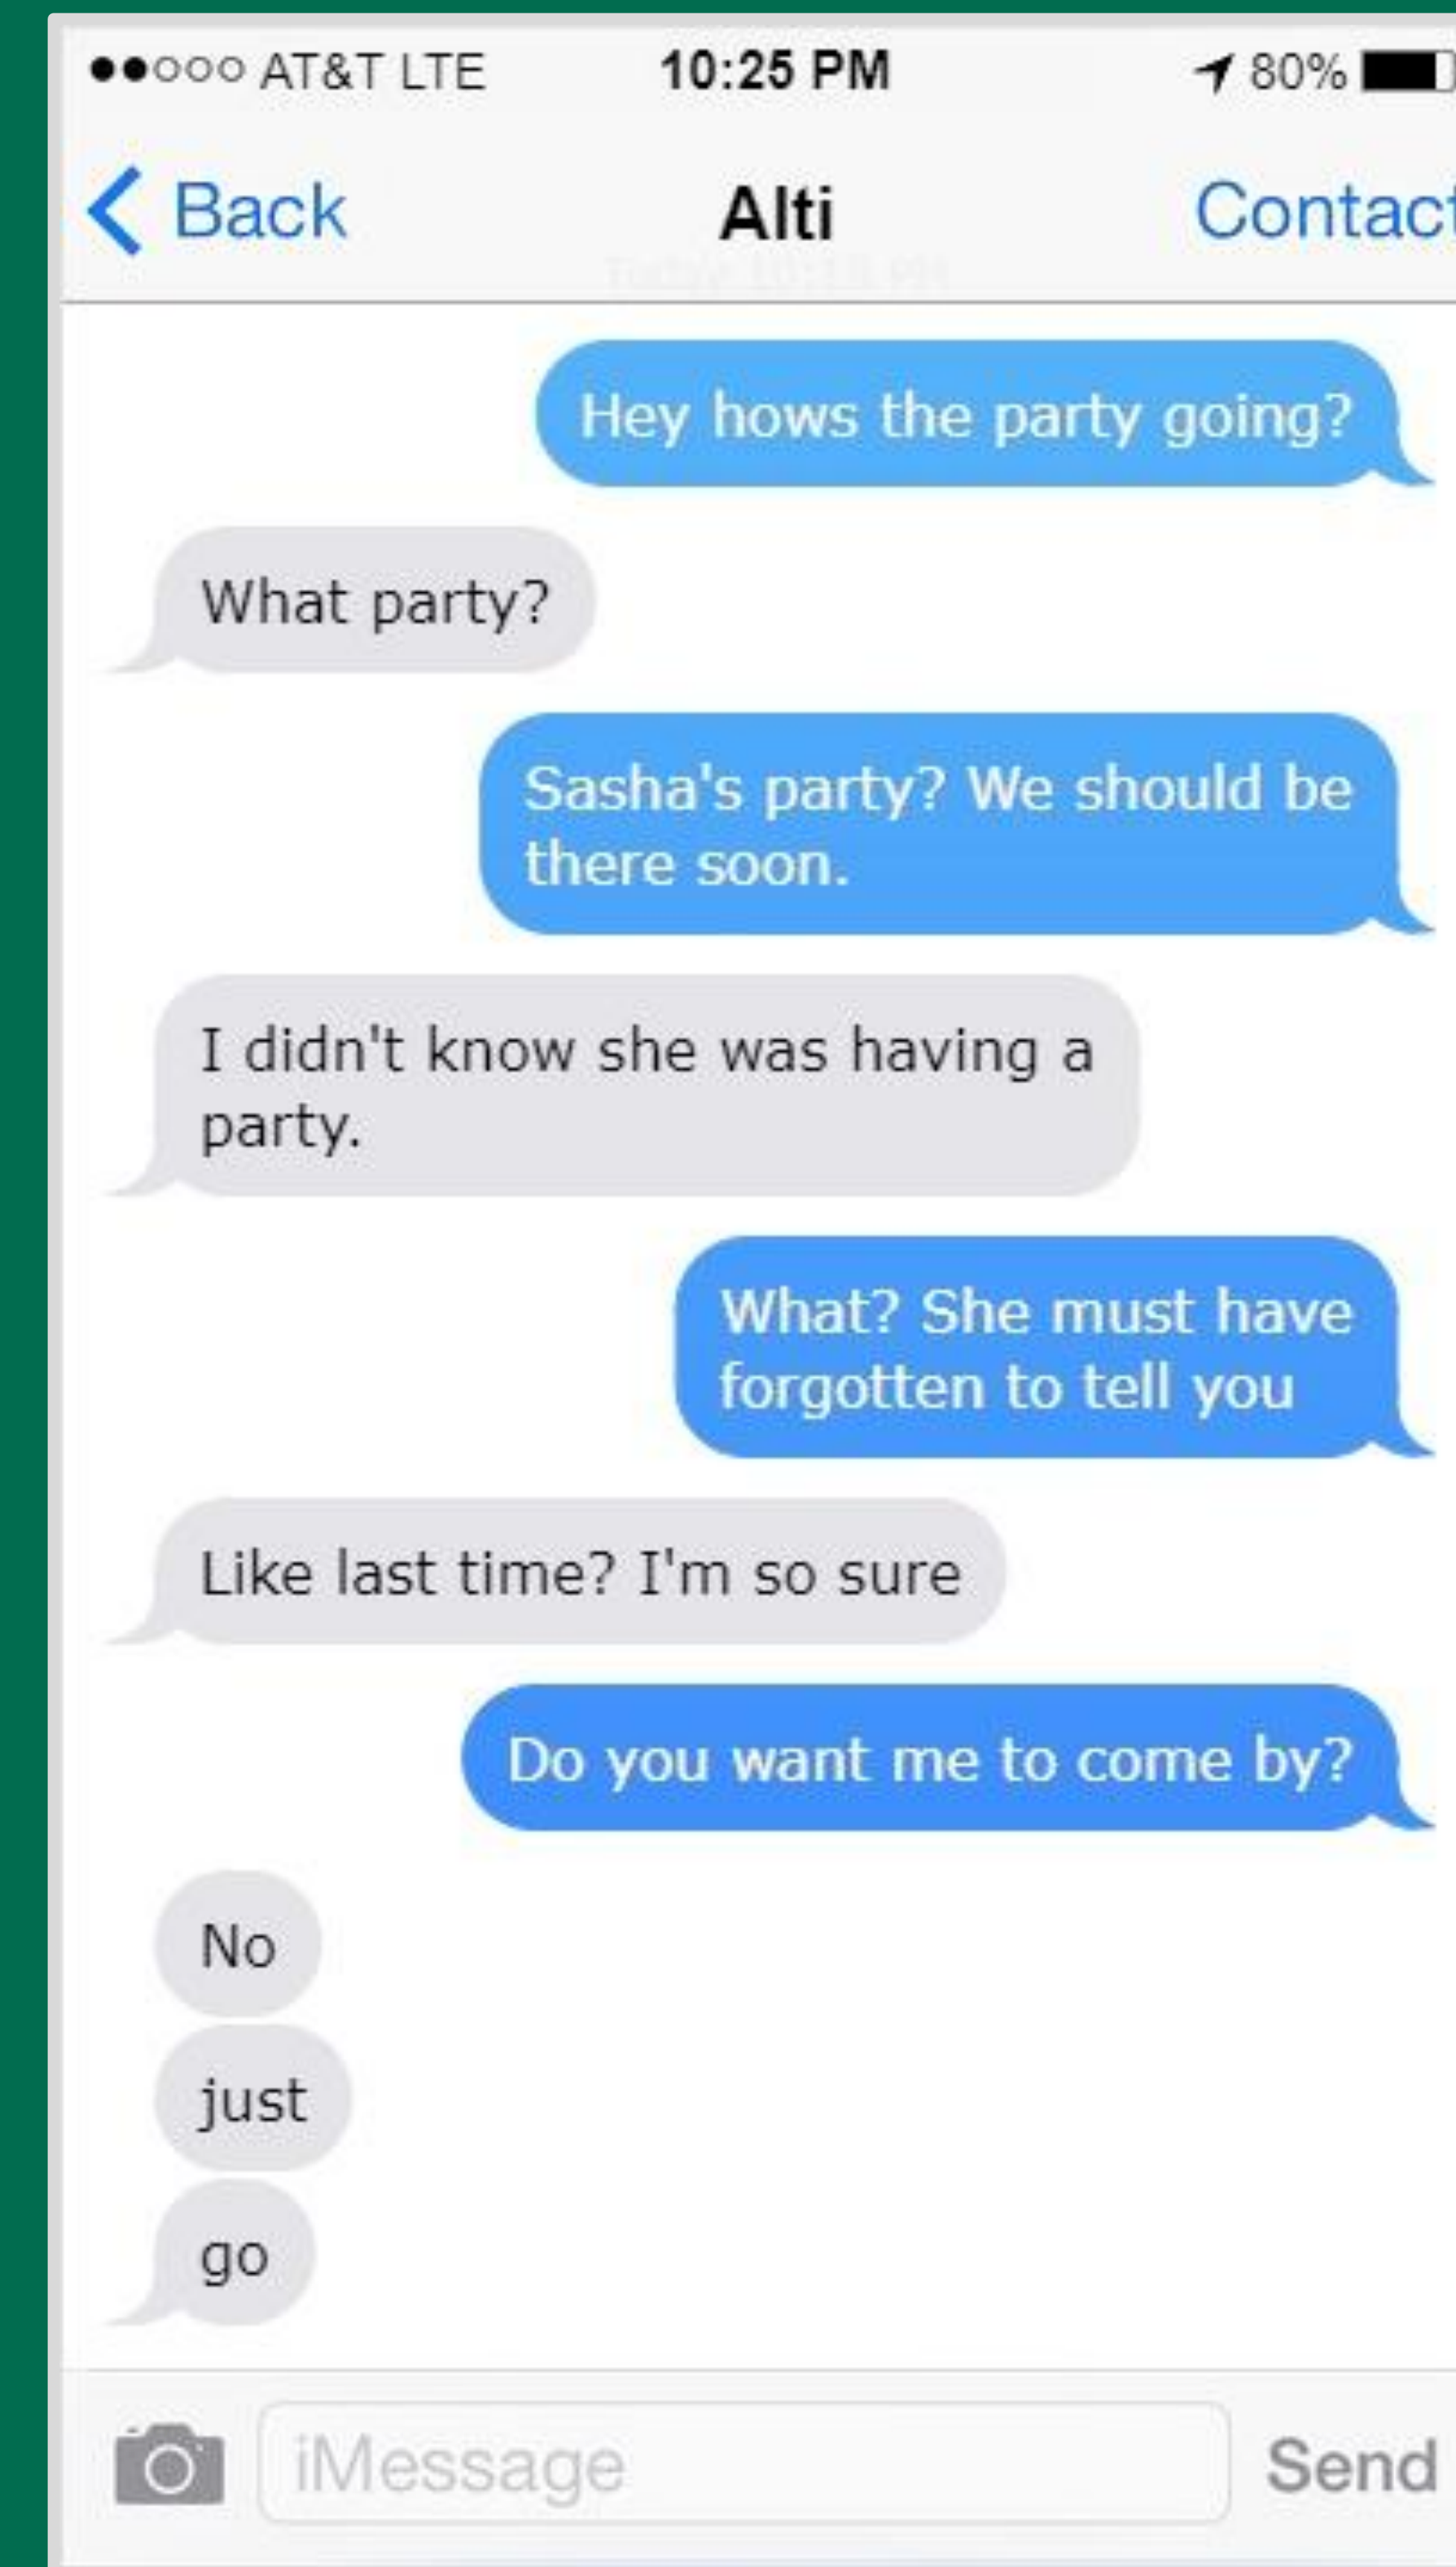 AT&T LTE 10:25 PM 80%
Back Alti Contact
Hey hows the party going?
What party?
Sasha's party? We should be
there soon.
I didn't know she was having a
party.
What? She must have
forgotten to tell you
Like last time? I'm so sure
Do you want me to come by?
No
just
go
iMessage Send